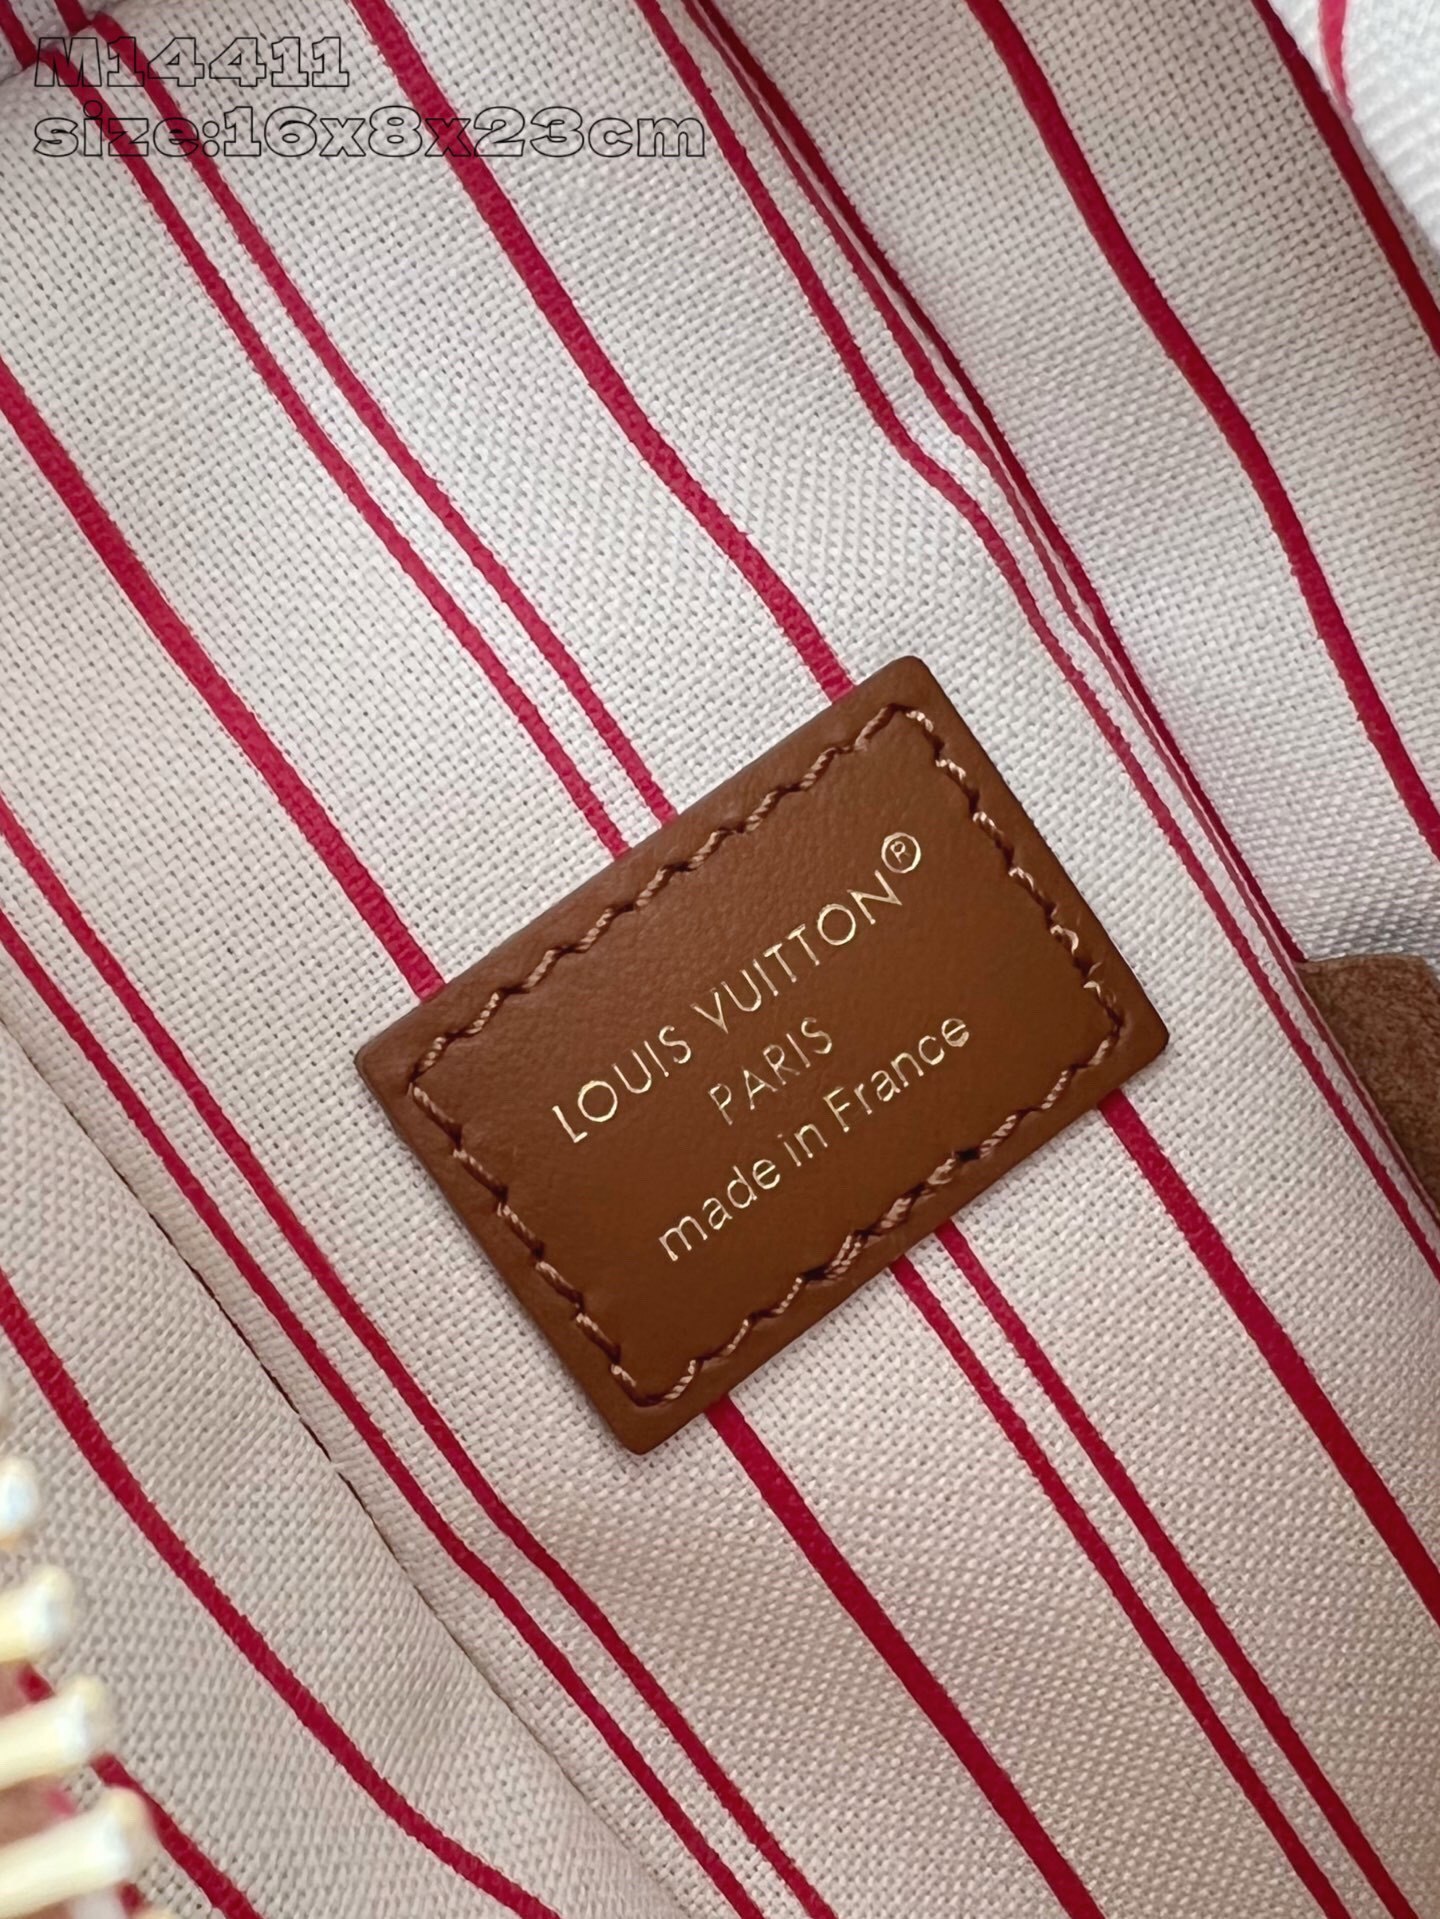 M14411
size:16x8x23cm
LOUIS VUITTON®
PARIS
made in France